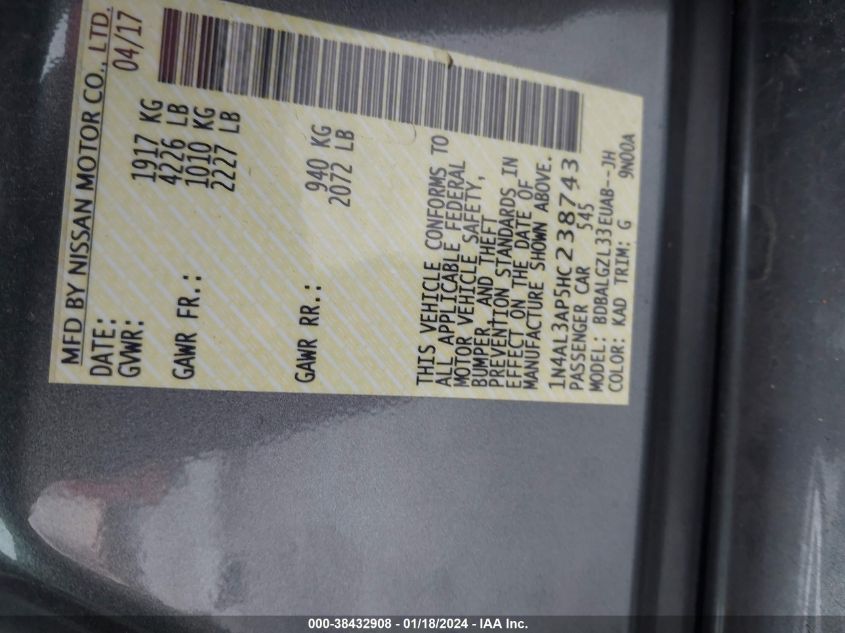 MFD BY NISSAN MOTOR CO., LTD.
DATE: 04/17
GVWR: 1917 KG
4226 LB
GAWR FR.: 1010 KG
2227 LB
GAWR RR.: 940 KG
2072 LB
THIS VEHICLE CONFORMS TO
ALL APPLICABLE FEDERAL
MOTOR VEHICLE SAFETY,
BUMPER, AND THEFT
PREVENTION STANDARDS IN
EFFECT ON THE DATE OF
MANUFACTURE SHOWN ABOVE.
1N4AL3AP5HC238743
PASSENGER CAR 545
MODEL: BDBALGZL33EUAB--JH
COLOR: KAD TRIM: G 9N00A
000-38432908 - 01/18/2024 - IAA Inc.